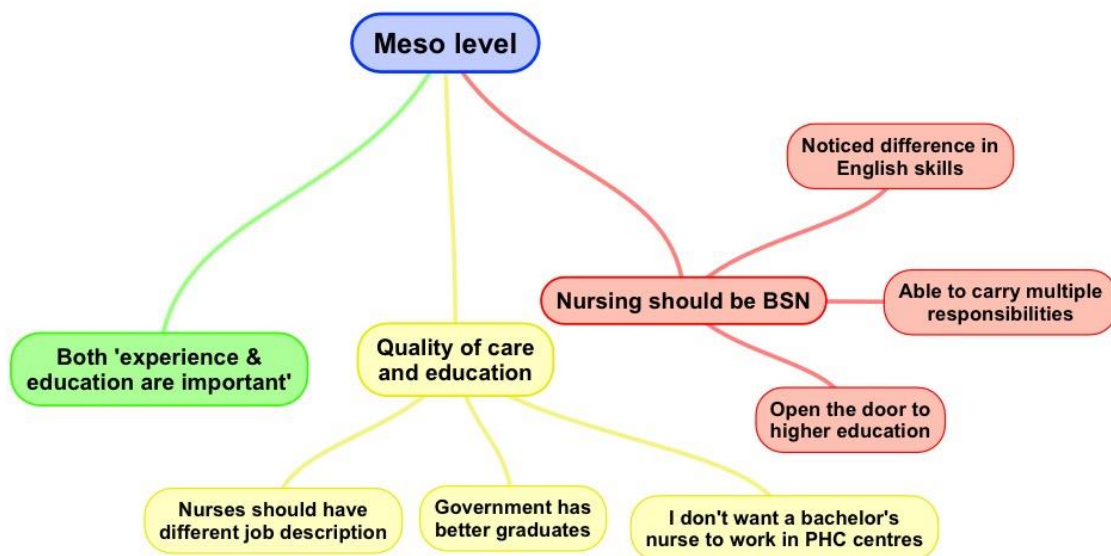 Meso level
Noticed difference in
English skills
Nursing should be BSN
Able to carry multiple
responsibilities
Both 'experience &
education are important'
Quality of care
and education
Open the door to
higher education
Nurses should have
different job description
Government has
better graduates
I don't want a bachelor's
nurse to work in PHC centres